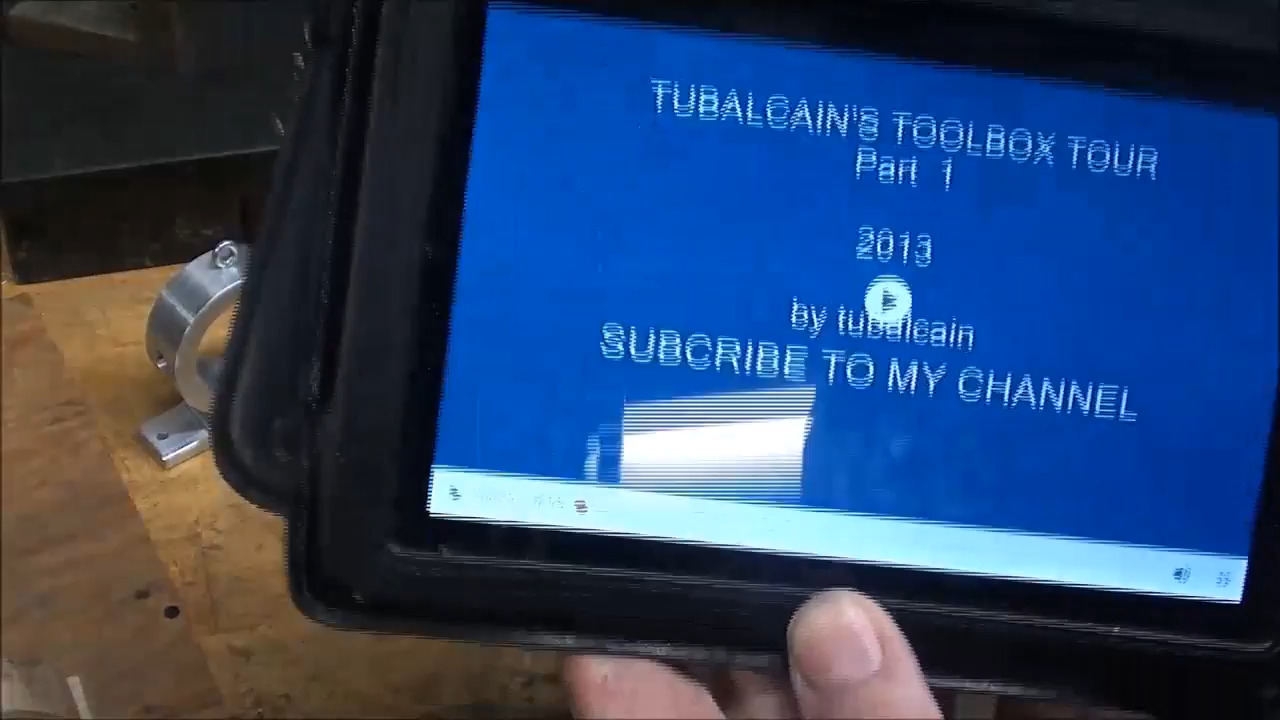 TUBALCAIN'S TOOLBOX TOUR
Part 1
2013
by tubalcain
SUBCRIBE TO MY CHANNEL